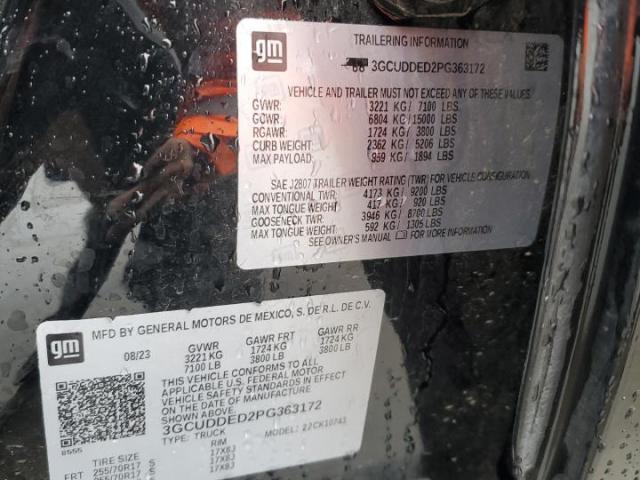 gm
TRAILERING INFORMATION
3GCUDDED2PG363172
VEHICLE AND TRAILER MUST NOT EXCEED ANY OF THESE VALUES.
GVWR: 3221 KG/ 7100 LBS.
GCWR: 6804 KG/15000 LBS.
RGAWR: 1724 KG/ 3800 LBS
CURB WEIGHT 2362 KG/ 5206 LBS
MAX PAYLOAD: 859 KG/ 1894 LBS
SAE J2807 TRAILER WEIGHT RATING (TWR) FOR VEHICLE CONFIGURATION
CONVENTIONAL TWR: 4173 KG/ 9200 LBS
MAX TONGUE WEIGHT: 417 KG/ 920 LBS
GOOSENECK TWR: 3946 KG/ 8700 LBS
MAX TONGUE WEIGHT: 592 KG/ 1305 LBS
SEE OWNER'S MANUAL FOR MORE INFORMATION
gm
MFD BY GENERAL MOTORS DE MEXICO, S. DE R.L. DE C.V.
08/23 GVWR GAWR FRT GAWR RR
3221 KG 1724 KG 1724 KG
7100 LB 3800 LB 3800 LB
THIS VEHICLE CONFORMS TO ALL
APPLICABLE U.S. FEDERAL MOTOR
VEHICLE SAFETY STANDARDS IN EFFECT
ON THE DATE OF MANUFACTURE
SHOWN ABOVE.
3GCUDDED2PG363172
TYPE: TRUCK MODEL: 22CK10743
8555
TIRE SIZE RIM
FRT 255/70R17 S 17X8J
255/70R17 S 17X8J
17X8J